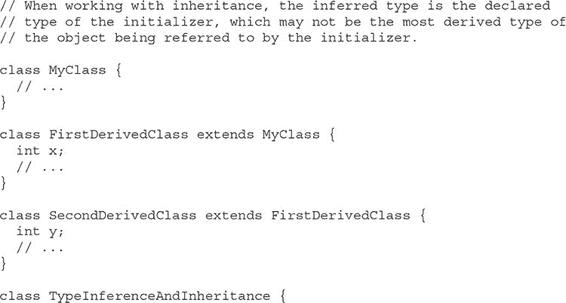 // When working with inheritance, the inferred type is the declared
// type of the initializer, which may not be the most derived type of
// the object being referred to by the initializer.
class MyClass {
// ...
}
class FirstDerivedClass extends MyClass {
int x;
// ...
}
class SecondDerivedClass extends FirstDerivedClass {
int y;
// ...
}
class TypeInferenceAndInheritance {